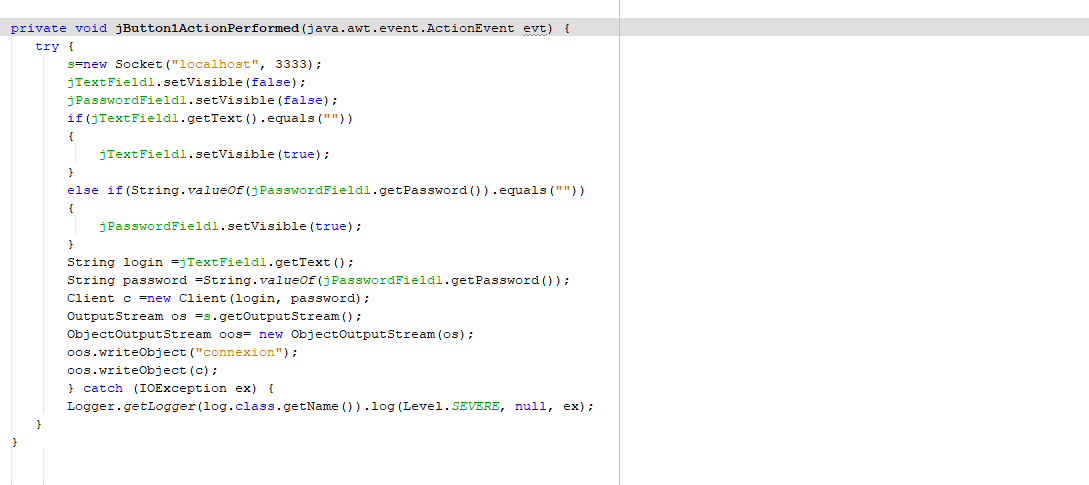 private void jButton1ActionPerformed(java.awt.event.ActionEvent evt) {
try {
s=new Socket("localhost", 3333);
jTextField1.setVisible(false);
jPasswordField1.setVisible(false);
if(jTextField1.getText().equals(""))
{
jTextField1.setVisible(true);
}
else if(String.valueOf(jPasswordField1.getPassword()).equals(""))
{
jPasswordField1.setVisible(true);
}
String login =jTextField1.getText();
String password =String.valueOf(jPasswordField1.getPassword());
Client c =new Client(login, password);
OutputStream os =s.getOutputStream();
ObjectOutputStream oos= new ObjectOutputStream(os);
oos.writeObject("connexion");
oos.writeObject(c);
} catch (IOException ex) {
Logger.getLogger(log.class.getName()).log(Level.SEVERE, null, ex);
}
}